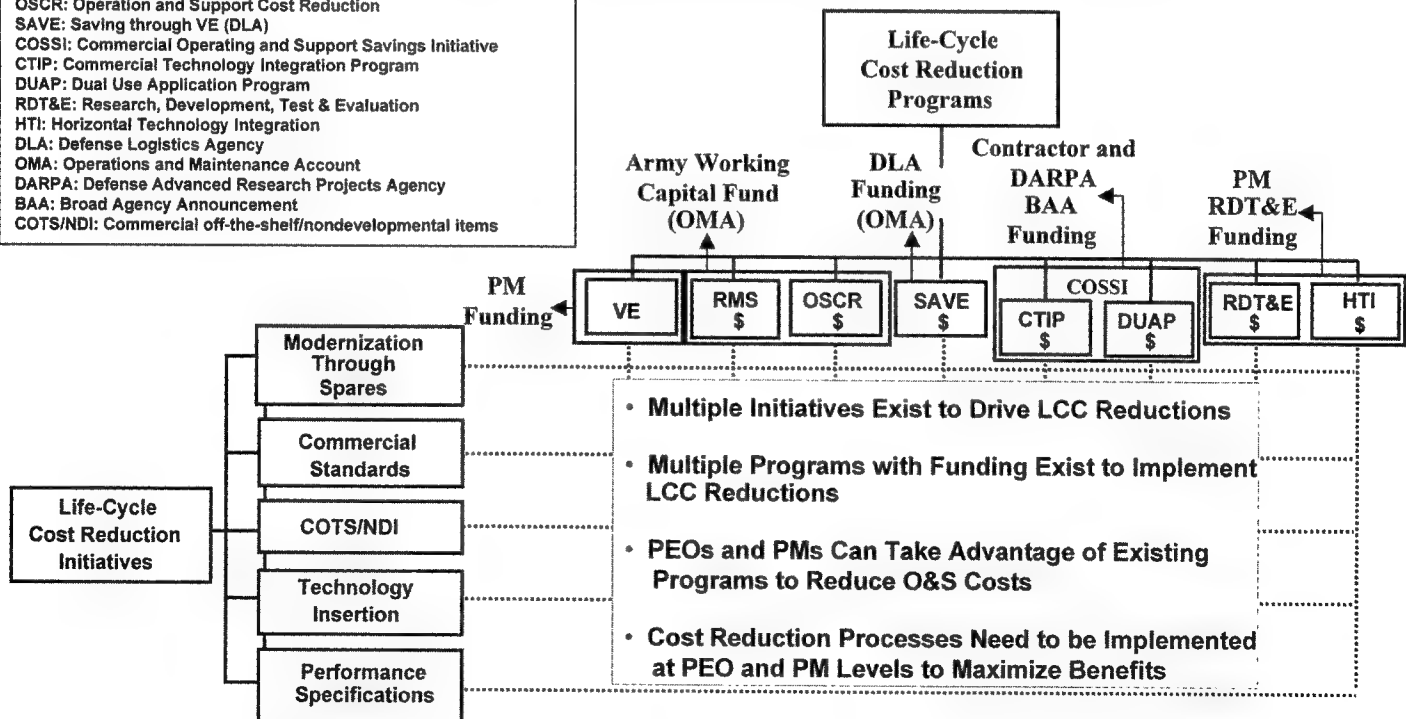 OSCR: Operation and Support Cost Reduction
SAVE: Saving through VE (DLA)
COSSI: Commercial Operating and Support Savings Initiative
CTIP: Commercial Technology Integration Program
DUAP: Dual Use Application Program
RDT&E: Research, Development, Test & Evaluation
HTI: Horizontal Technology Integration
DLA: Defense Logistics Agency
OMA: Operations and Maintenance Account
DARPA: Defense Advanced Research Projects Agency
BAA: Broad Agency Announcement
COTS/NDI: Commercial off-the-shelf/nondevelopmental items
Life-Cycle
Cost Reduction
Programs
Army Working
Capital Fund
(OMA)
DLA
Funding
(OMA)
Contractor and
DARPA
BAA
Funding
PM
RDT&E
Funding
PM
Funding
VE
RMS
$
OSCR
$
SAVE
$
COSSI
CTIP
$
DUAP
$
RDT&E
$
HTI
$
Life-Cycle
Cost Reduction
Initiatives
Modernization
Through
Spares
Commercial
Standards
COTS/NDI
Technology
Insertion
Performance
Specifications
• Multiple Initiatives Exist to Drive LCC Reductions
• Multiple Programs with Funding Exist to Implement
LCC Reductions
• PEOs and PMs Can Take Advantage of Existing
Programs to Reduce O&S Costs
• Cost Reduction Processes Need to be Implemented
at PEO and PM Levels to Maximize Benefits